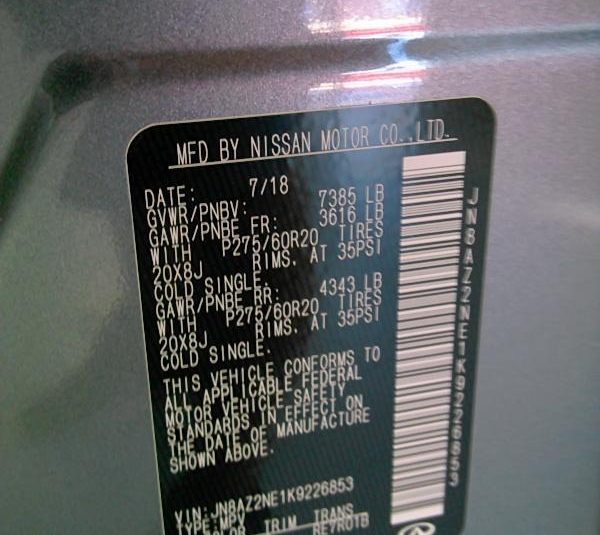 MFD BY NISSAN MOTOR CO.,LTD.
DATE: 7/18
GVWR/PNBV: 7385 LB
GAWR/PNBE FR: 3616 LB
WITH P275/60R20 TIRES
20X8J RIMS, AT 35PSI
COLD SINGLE.
GAWR/PNBE RR: 4343 LB
WITH P275/60R20 TIRES
20X8J RIMS, AT 35PSI
COLD SINGLE.
THIS VEHICLE CONFORMS TO
ALL APPLICABLE FEDERAL
MOTOR VEHICLE SAFETY
STANDARDS IN EFFECT ON
THE DATE OF MANUFACTURE
SHOWN ABOVE.
VIN:JN8AZ2NE1K9226853
TYPE:MPV
TRIM TRANS
RE7R01B
JN8AZ2NE1K9226853